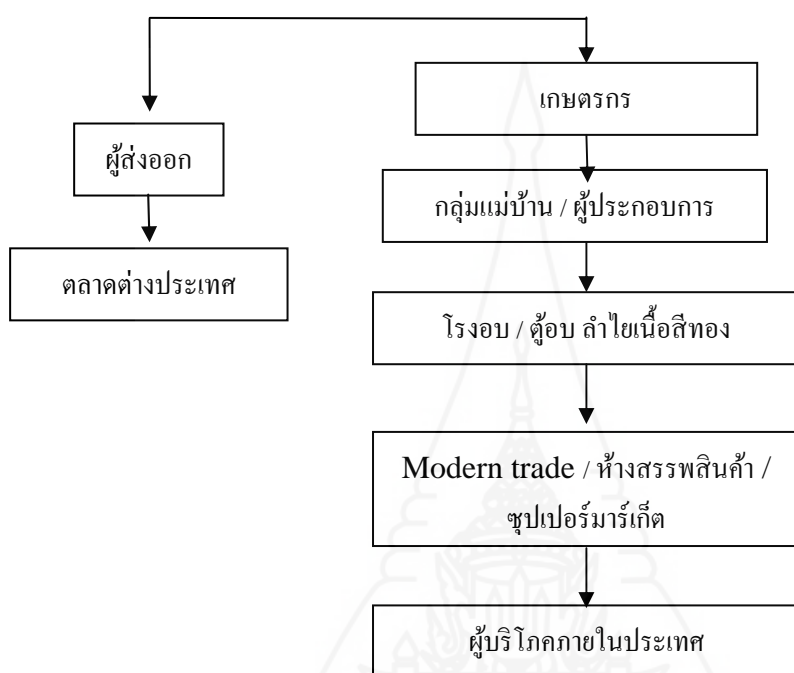 เกษตรกร
ผู้ส่งออก
กลุ่มแม่บ้าน / ผู้ประกอบการ
ตลาดต่างประเทศ
โรงอบ / ตู้อบ ลำไยเนื้อสีทอง
Modern trade / ห้างสรรพสินค้า /
ซุปเปอร์มาร์เก็ต
ผู้บริโภคภายในประเทศ